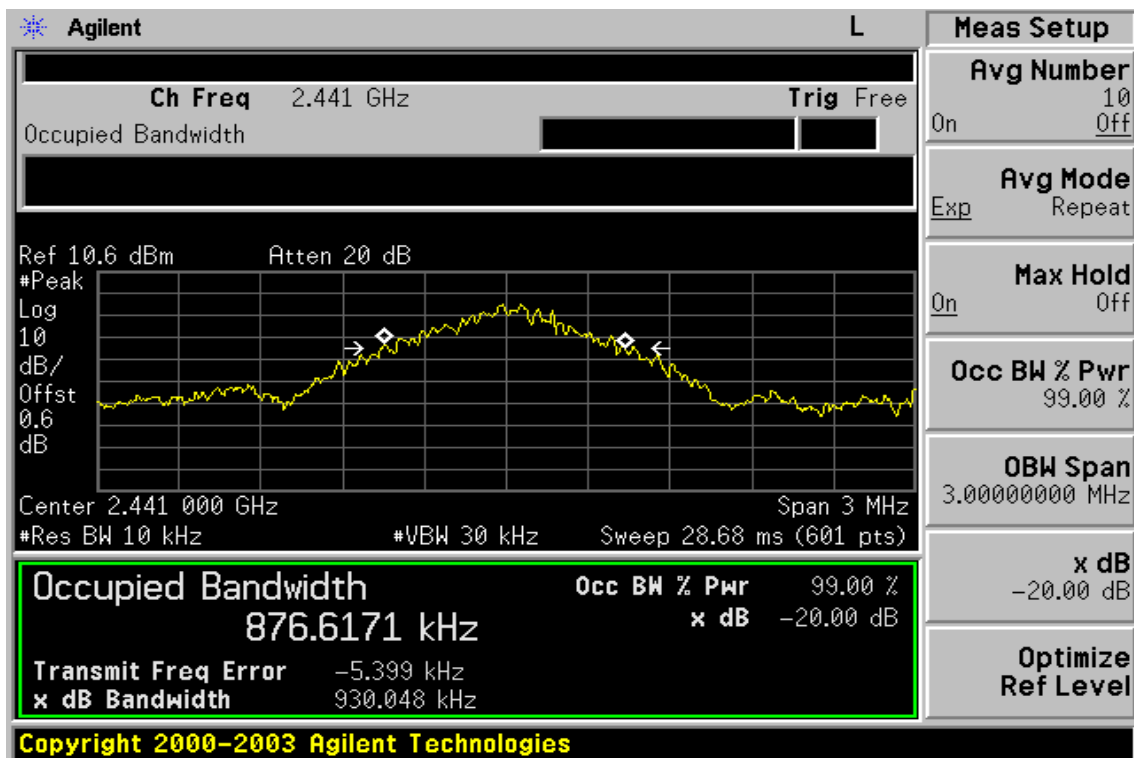 Agilent L Meas Setup
Ch Freq 2.441 GHz Trig Free
Occupied Bandwidth
Avg Number
10
On Off
Avg Mode
Exp Repeat
Max Hold
On Off
Occ BW % Pwr
99.00 %
OBW Span
3.00000000 MHz
x dB
-20.00 dB
Optimize
Ref Level
Ref 10.6 dBm Atten 20 dB
#Peak
Log
10
dB/
Offst
0.6
dB
Center 2.441 000 GHz Span 3 MHz
#Res BW 10 kHz #VBW 30 kHz Sweep 28.68 ms (601 pts)
Occupied Bandwidth Occ BW % Pwr 99.00 %
876.6171 kHz x dB -20.00 dB
Transmit Freq Error -5.399 kHz
x dB Bandwidth 930.048 kHz
Copyright 2000-2003 Agilent Technologies